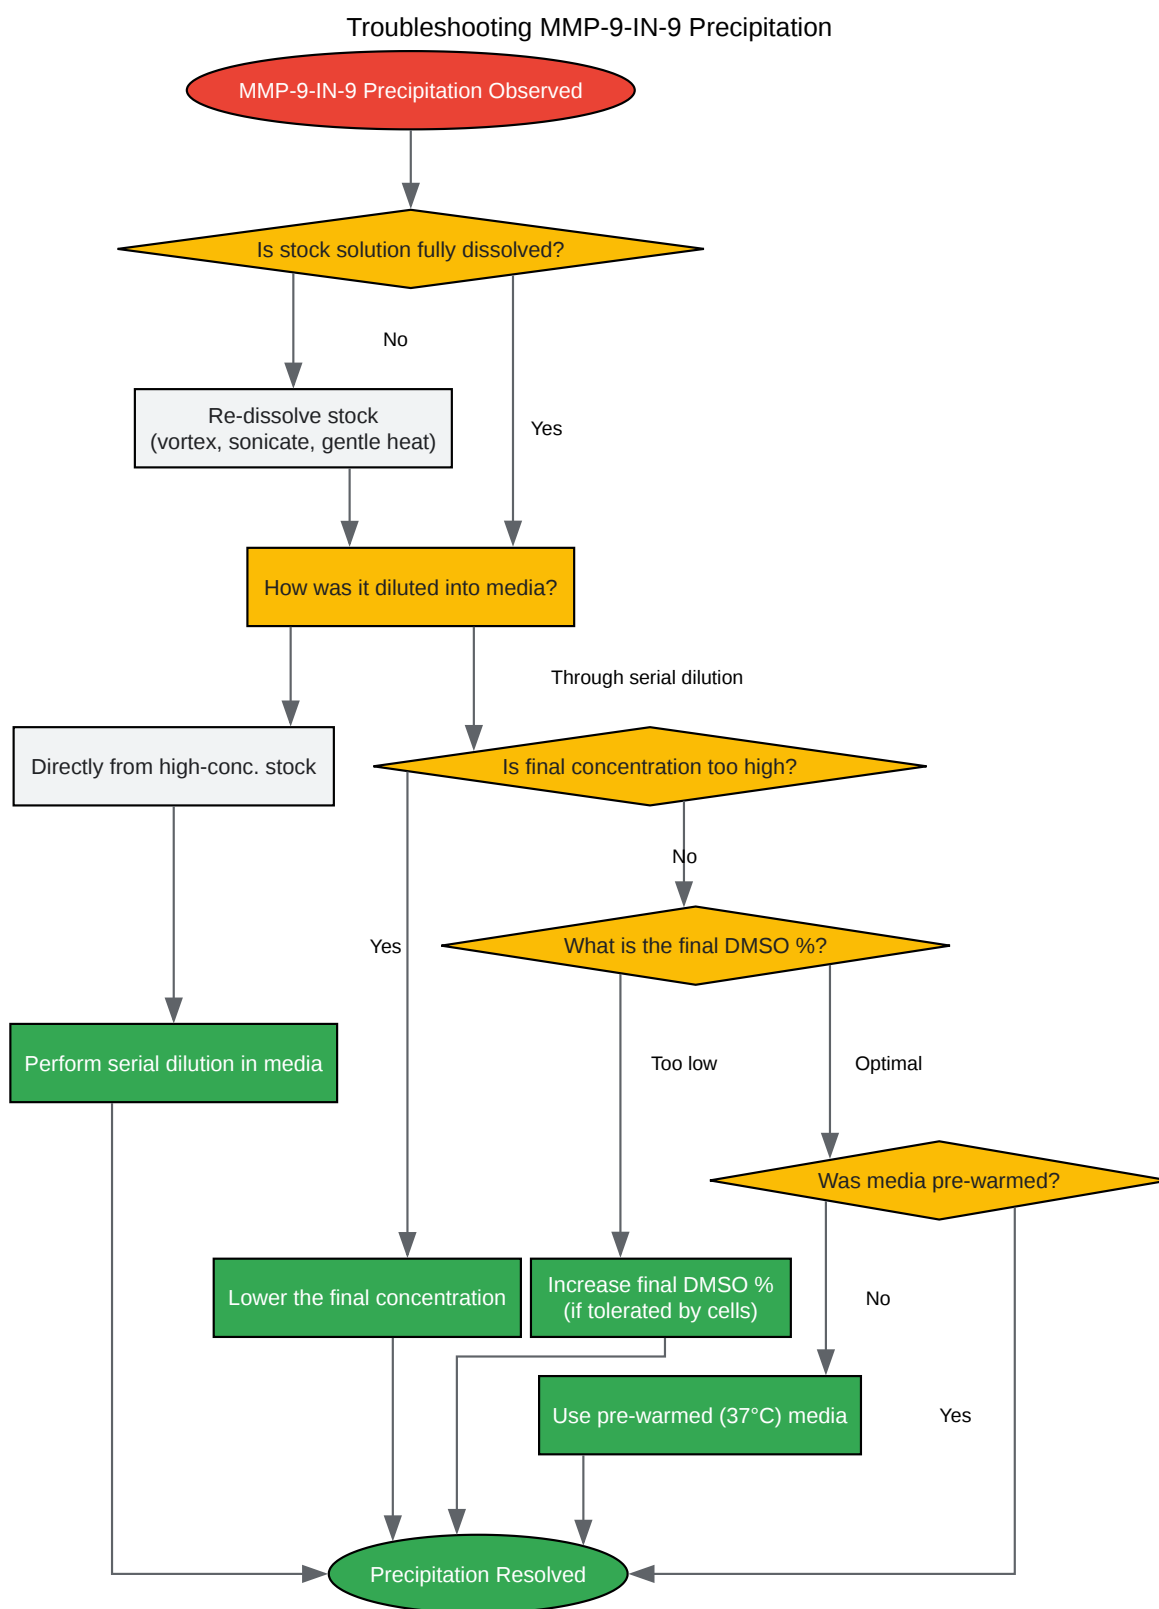 Troubleshooting MMP-9-IN-9 Precipitation
MMP-9-IN-9 Precipitation Observed
Is stock solution fully dissolved?
No
Re-dissolve stock
(vortex, sonicate, gentle heat)
Yes
How was it diluted into media?
Through serial dilution
Directly from high-conc. stock
Is final concentration too high?
No
Yes
What is the final DMSO %?
Perform serial dilution in media
Too low
Optimal
Was media pre-warmed?
Lower the final concentration
Increase final DMSO %
(if tolerated by cells)
No
Use pre-warmed (37°C) media
Yes
Precipitation Resolved